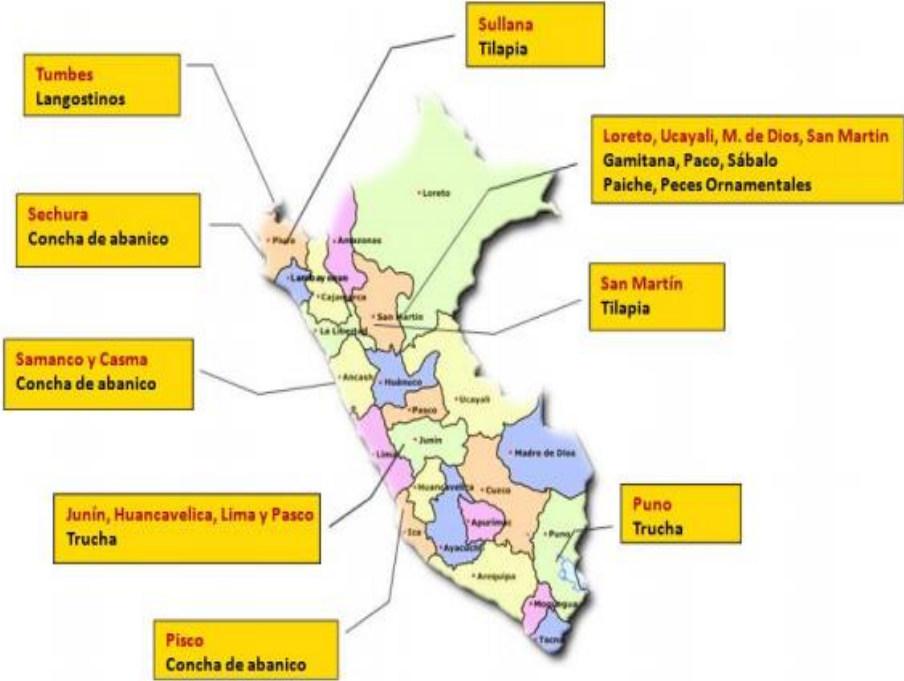 Sullana
Tilapia
Tumbes
Langostinos
Loreto, Ucayali, M. de Dios, San Martin
Gamitana, Paco, Sábalo
Paiche, Peces Ornamentales
Sechura
Concha de abanico
San Martín
Tilapia
Samanco y Casma
Concha de abanico
Junín, Huancavelica, Lima y Pasco
Trucha
Puno
Trucha
Pisco
Concha de abanico
Loreto
Piura
Amazonas
Lambayeque
Cajamarca
San Martín
La Libertad
Ancash
Huánuco
Ucayali
Pasco
Junín
Lima
Madre de Dios
Huancavelica
Cusco
Ica
Apurimac
Ayacucho
Puno
Arequipa
Moquegua
Tacna